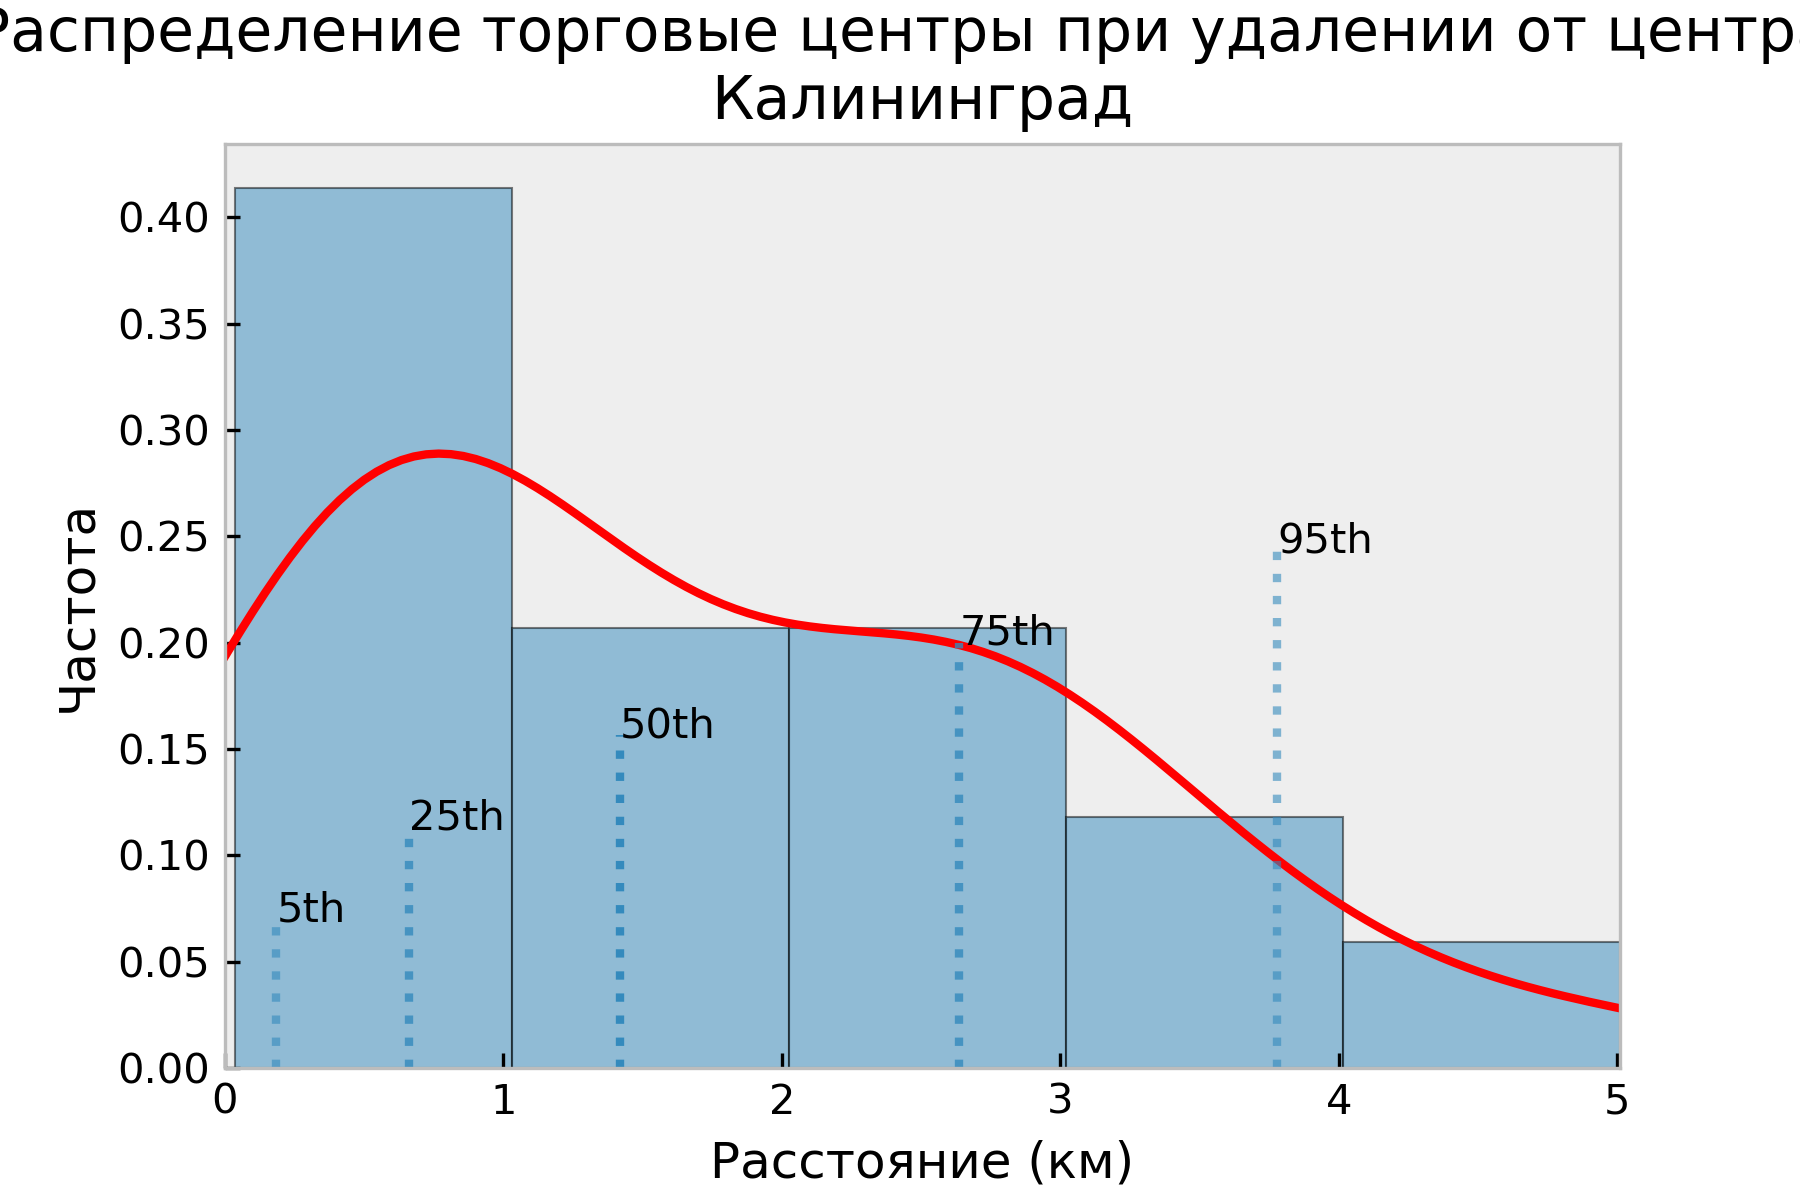 Распределение торговые центры при удалении от центра
Калининград
0.40
0.35
0.30
0.25
0.20
0.15
0.10
0.05
0.00
Частота
95th
75th
50th
25th
5th
0 1 2 3 4 5
Расстояние (км)